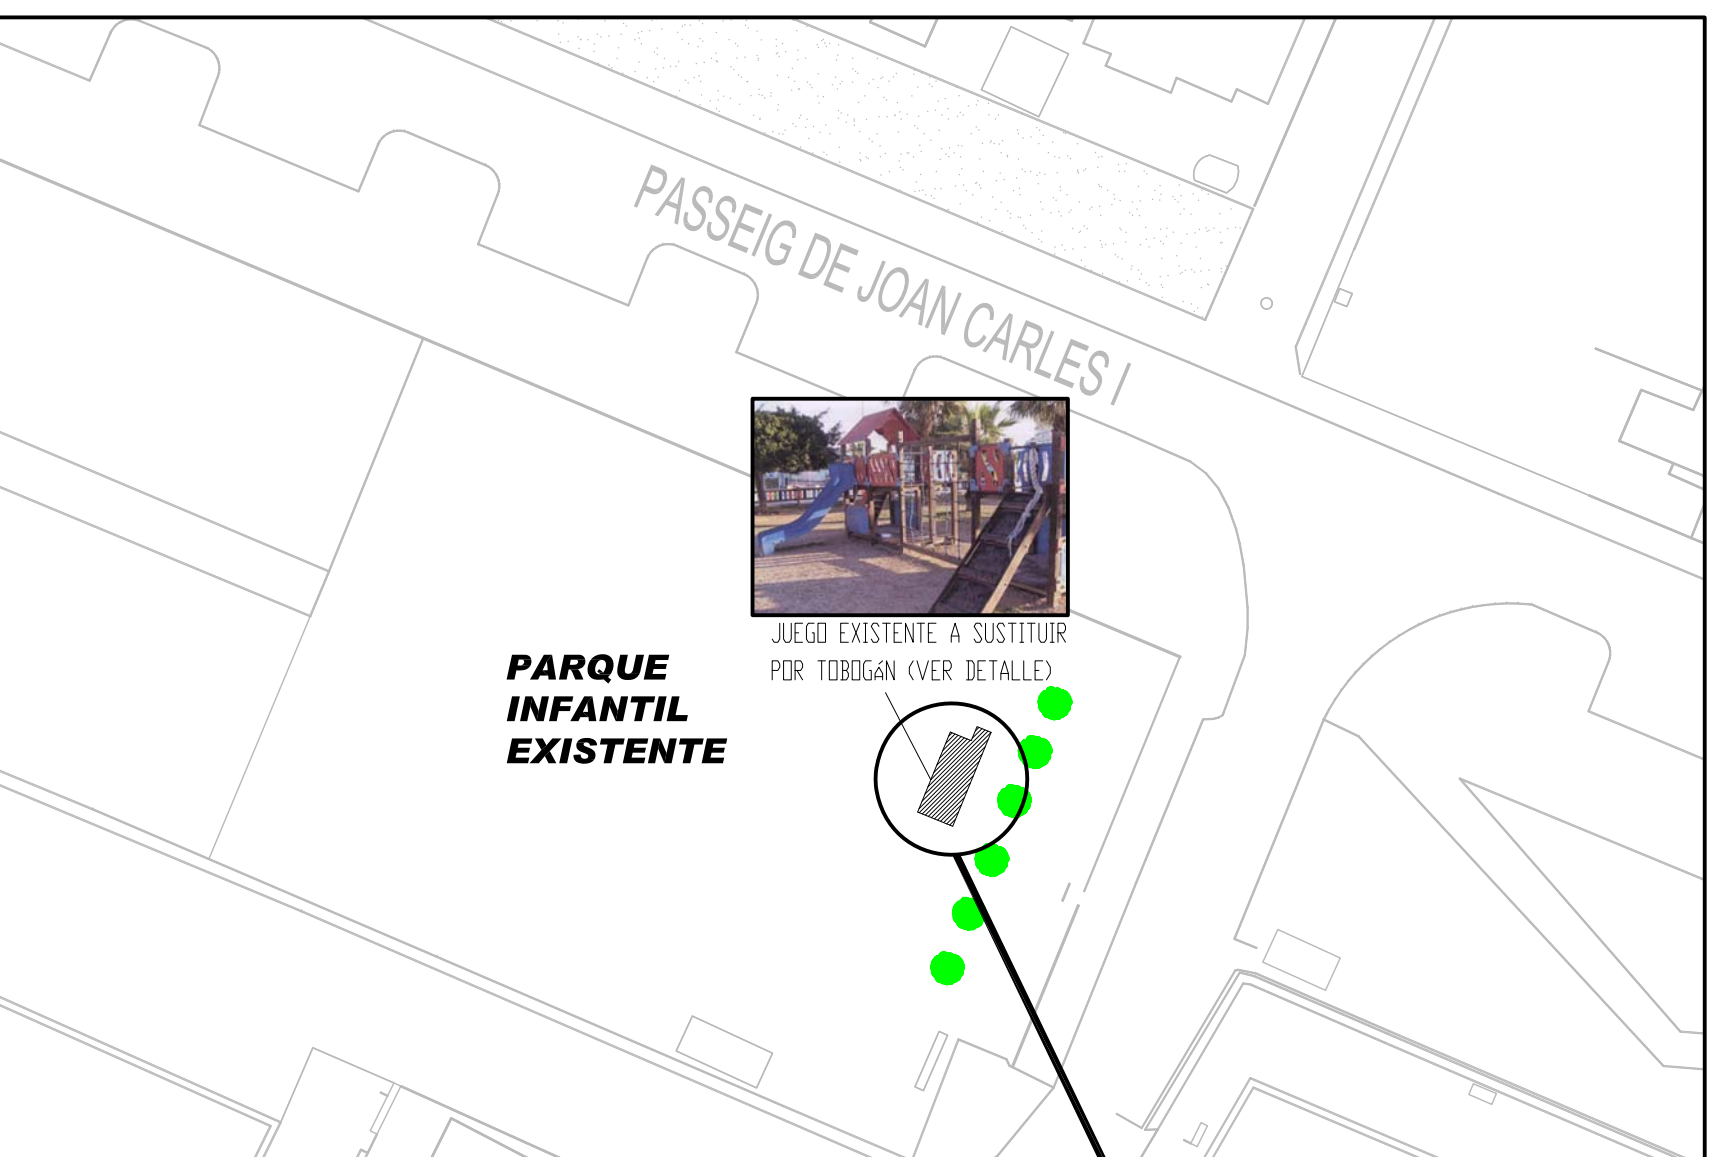 PASSEIG DE JOAN CARLES I
JUEGO EXISTENTE A SUSTITUIR
POR TOBOGÁN (VER DETALLE)
PARQUE
INFANTIL
EXISTENTE